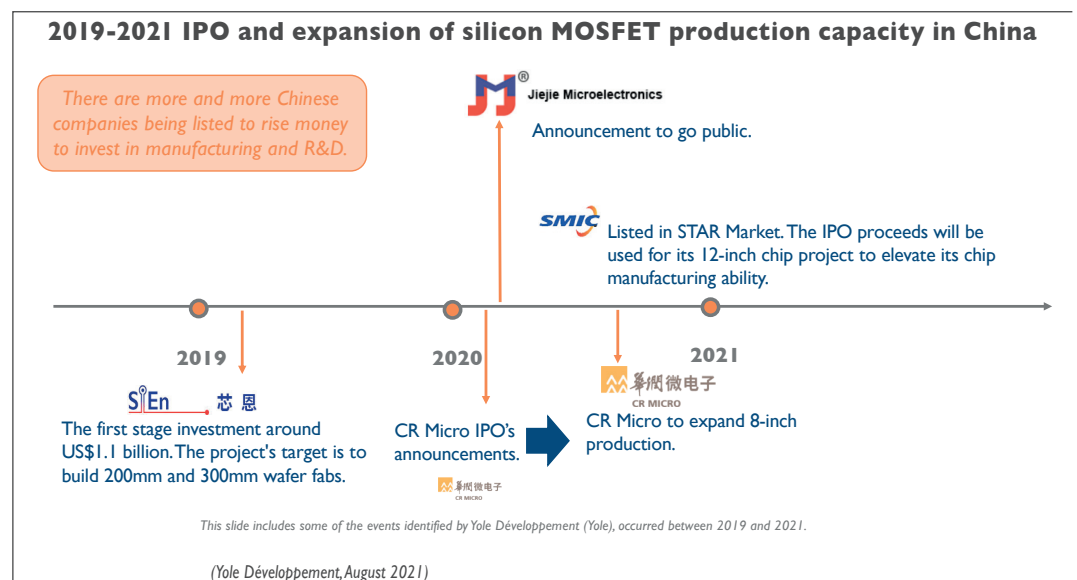 2019-2021 IPO and expansion of silicon MOSFET production capacity in China
There are more and more Chinese
companies being listed to rise money
to invest in manufacturing and R&D.
®
Jiejie Microelectronics
Announcement to go public.
SMIC
Listed in STAR Market. The IPO proceeds will be
used for its 12-inch chip project to elevate its chip
manufacturing ability.
2019
2020
2021
SiEn 芯恩
The first stage investment around
US$1.1 billion. The project's target is to
build 200mm and 300mm wafer fabs.
CR Micro IPO's
announcements.
華潤微电子
CR MICRO
華潤微电子
CR MICRO
CR Micro to expand 8-inch
production.
This slide includes some of the events identified by Yole Développement (Yole), occurred between 2019 and 2021.
(Yole Développement, August 2021)